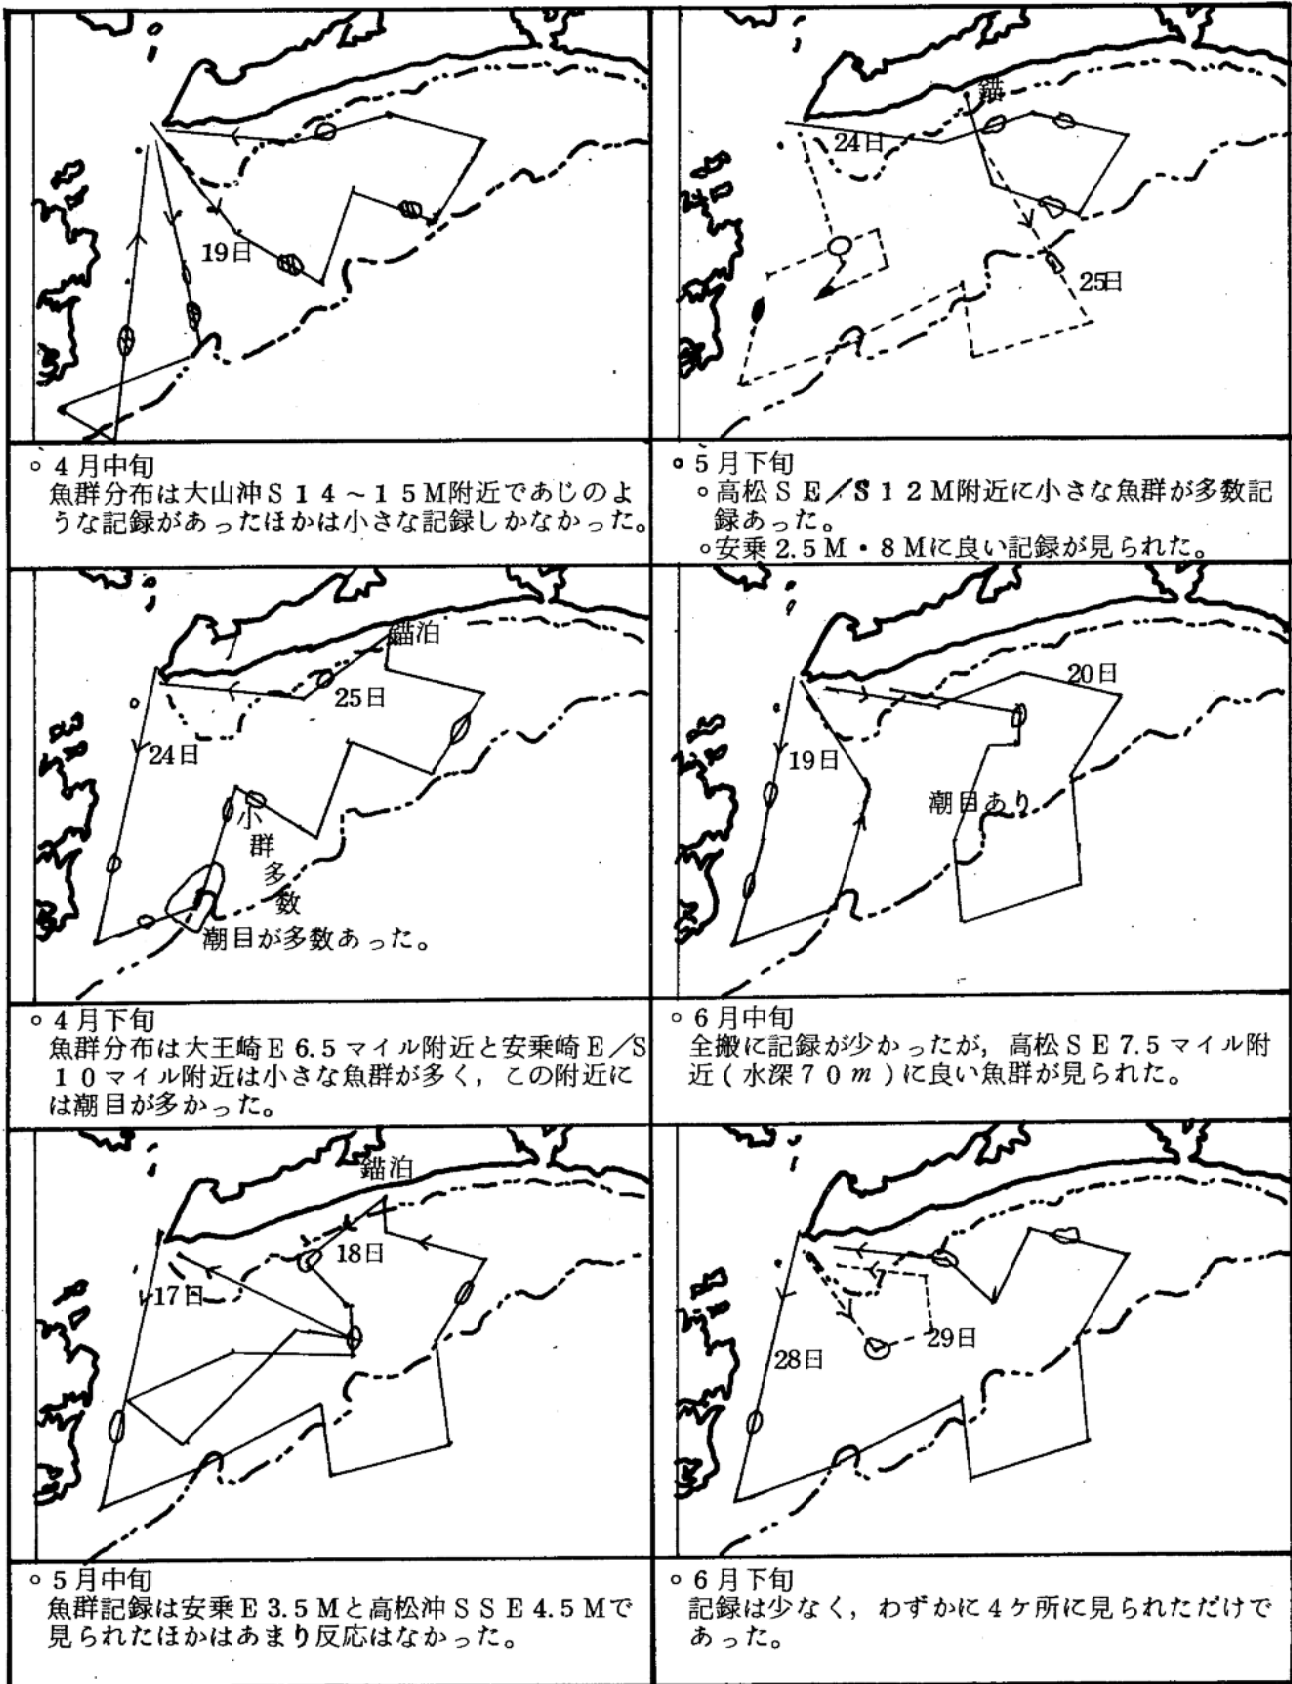 19日
○ 4月中旬
魚群分布は大山沖S14～15M附近であじのよ
うな記録があったほかは小さな記録しかなかった。
錨
24日
25日
○ 5月下旬
○高松SE／S12M附近に小さな魚群が多数記
録あった。
○安乗2.5M・8Mに良い記録が見られた。
錨泊
25日
24日
小群多数
潮目が多数あった。
○ 4月下旬
魚群分布は大王崎E6.5マイル附近と安乗崎E／S
10マイル附近は小さな魚群が多く，この附近に
は潮目が多かった。
20日
19日
潮目あり
○ 6月中旬
全搬に記録が少かったが，高松SE7.5マイル附
近（水深70m）に良い魚群が見られた。
錨泊
18日
17日
○ 5月中旬
魚群記録は安乗E3.5Mと高松沖SSE4.5Mで
見られたほかはあまり反応はなかった。
29日
28日
○ 6月下旬
記録は少なく，わずかに4ケ所に見られただけで
あった。